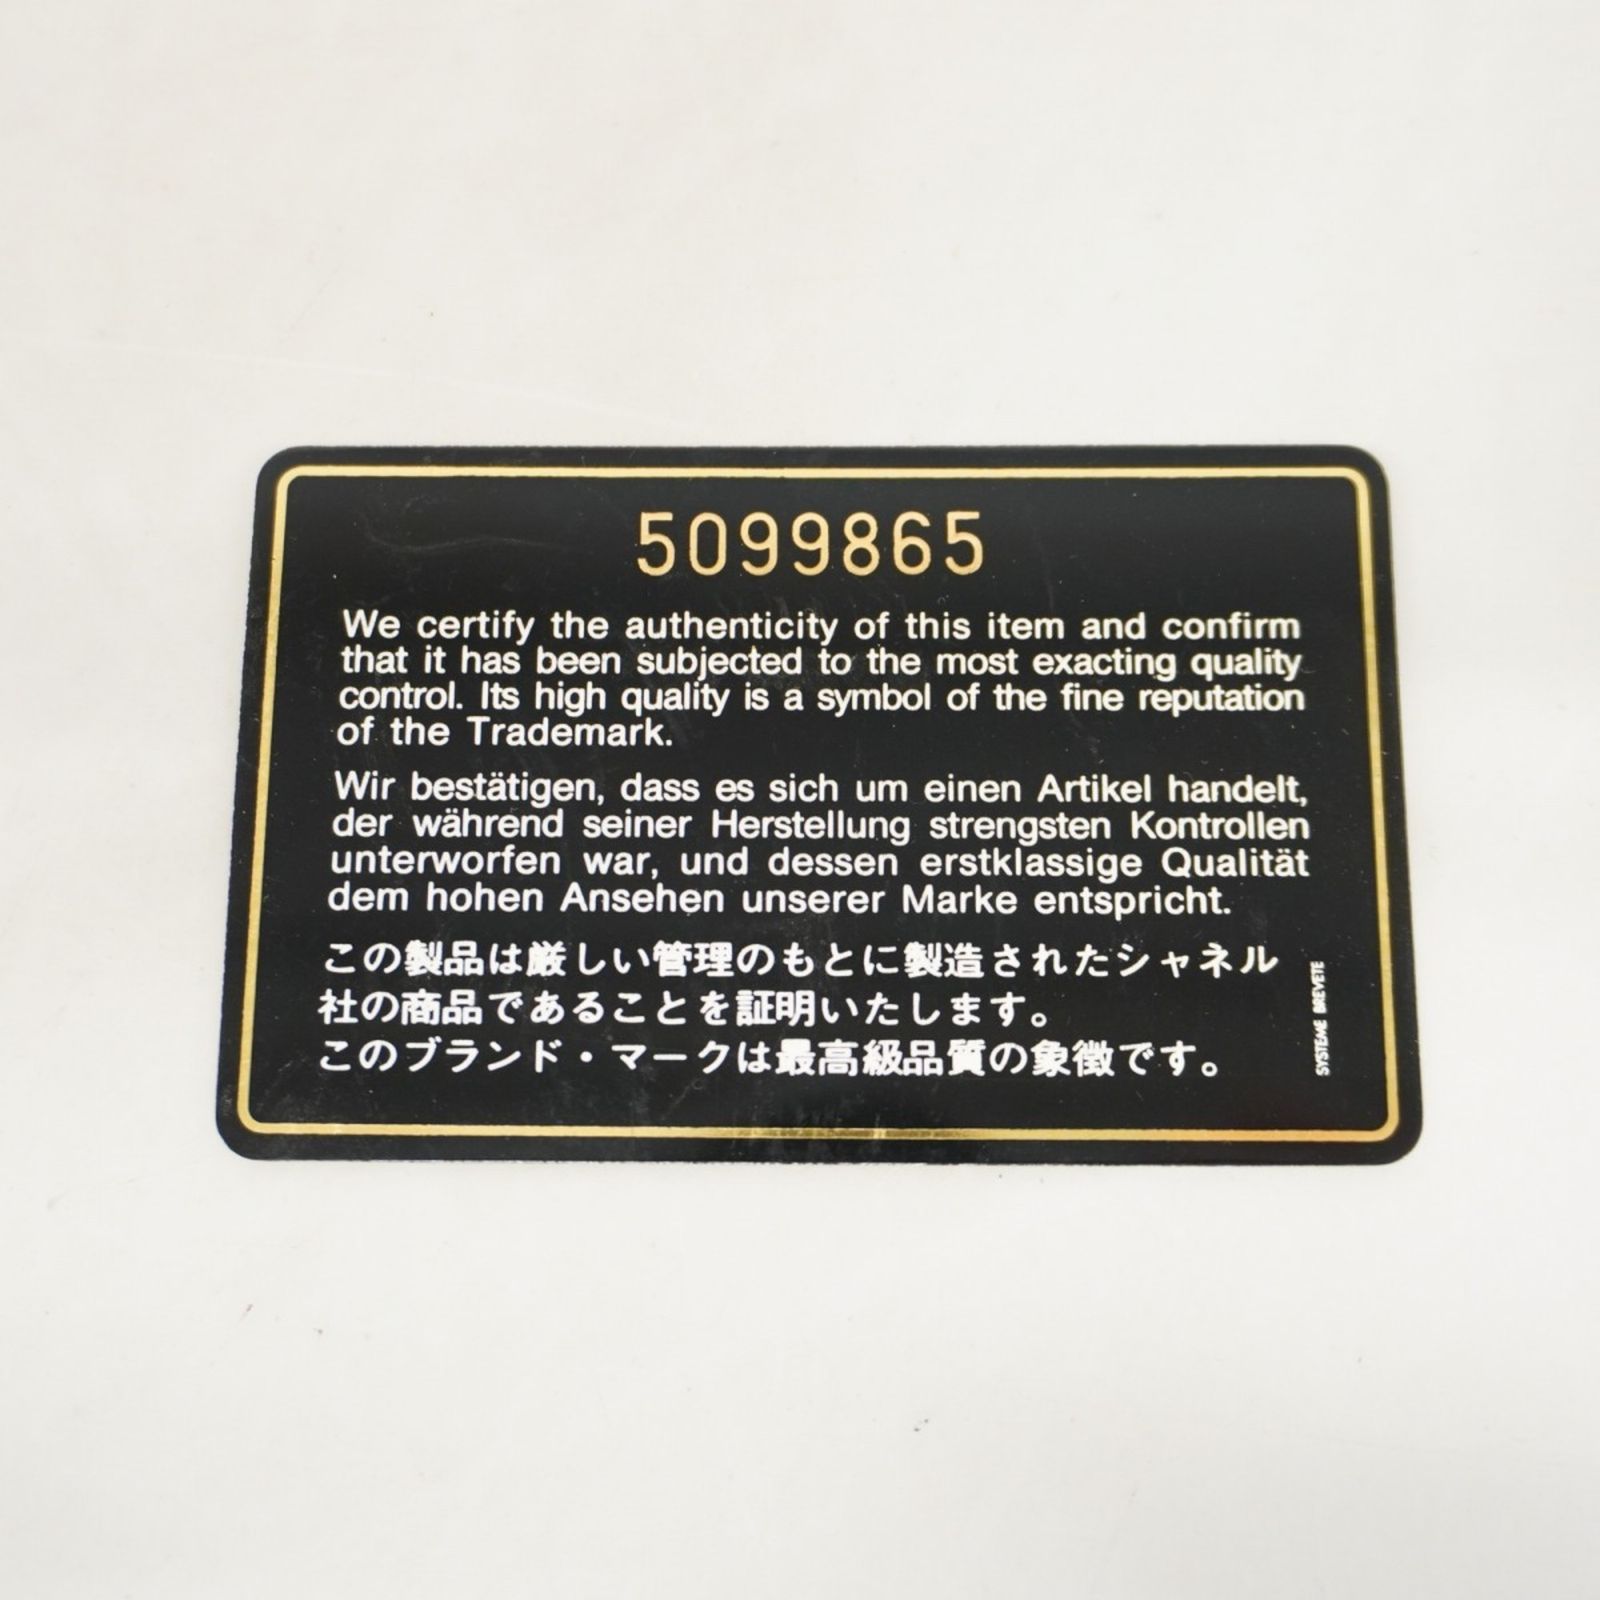 5099865
We certify the authenticity of this item and confirm
that it has been subjected to the most exacting quality
control. Its high quality is a symbol of the fine reputation
of the Trademark.
Wir bestätigen, dass es sich um einen Artikel handelt,
der während seiner Herstellung strengsten Kontrollen
unterworfen war, und dessen erstklassige Qualität
dem hohen Ansehen unserer Marke entspricht.
この製品は厳しい管理のもとに製造されたシャネル
社の商品であることを証明いたします。
このブランド・マークは最高級品質の象徴です。
SYSTEME BREVETE